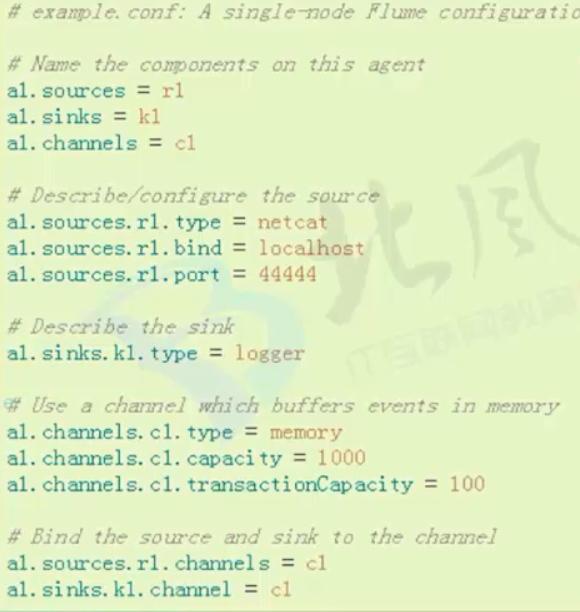 # example.conf: A single-node Flume configuratio
# Name the components on this agent
a1.sources = r1
a1.sinks = k1
a1.channels = c1
# Describe/configure the source
a1.sources.r1.type = netcat
a1.sources.r1.bind = localhost
a1.sources.r1.port = 44444
# Describe the sink
a1.sinks.k1.type = logger
# Use a channel which buffers events in memory
a1.channels.c1.type = memory
a1.channels.c1.capacity = 1000
a1.channels.c1.transactionCapacity = 100
# Bind the source and sink to the channel
a1.sources.r1.channels = c1
a1.sinks.k1.channel = c1
北风